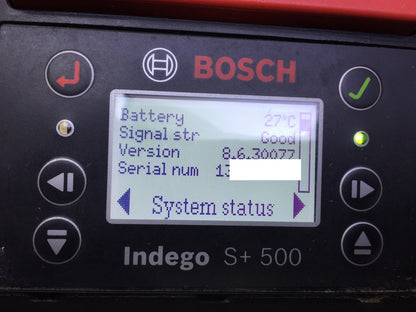 BOSCH
Battery 27°C
Signal str Good
Version 8.6.30077
Serial num 13
System status
Indego S+ 500